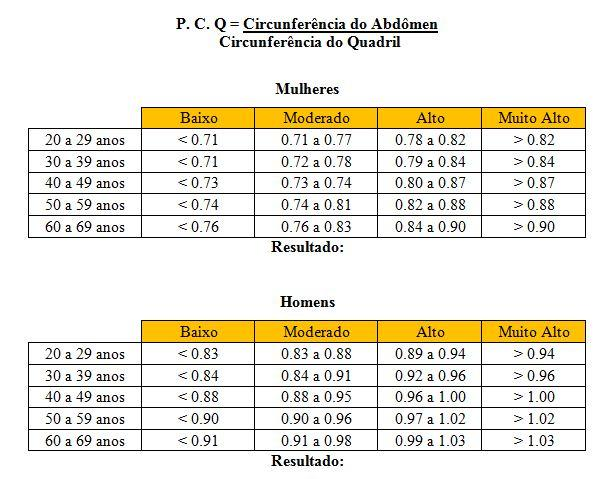 P. C. Q = Circunferência do Abdômen
Circunferência do Quadril
Mulheres
Baixo Moderado Alto Muito Alto
20 a 29 anos < 0.71 0.71 a 0.77 0.78 a 0.82 > 0.82
30 a 39 anos < 0.71 0.72 a 0.78 0.79 a 0.84 > 0.84
40 a 49 anos < 0.73 0.73 a 0.74 0.80 a 0.87 > 0.87
50 a 59 anos < 0.74 0.74 a 0.81 0.82 a 0.88 > 0.88
60 a 69 anos < 0.76 0.76 a 0.83 0.84 a 0.90 > 0.90
Resultado:
Homens
Baixo Moderado Alto Muito Alto
20 a 29 anos < 0.83 0.83 a 0.88 0.89 a 0.94 > 0.94
30 a 39 anos < 0.84 0.84 a 0.91 0.92 a 0.96 > 0.96
40 a 49 anos < 0.88 0.88 a 0.95 0.96 a 1.00 > 1.00
50 a 59 anos < 0.90 0.90 a 0.96 0.97 a 1.02 > 1.02
60 a 69 anos < 0.91 0.91 a 0.98 0.99 a 1.03 > 1.03
Resultado: